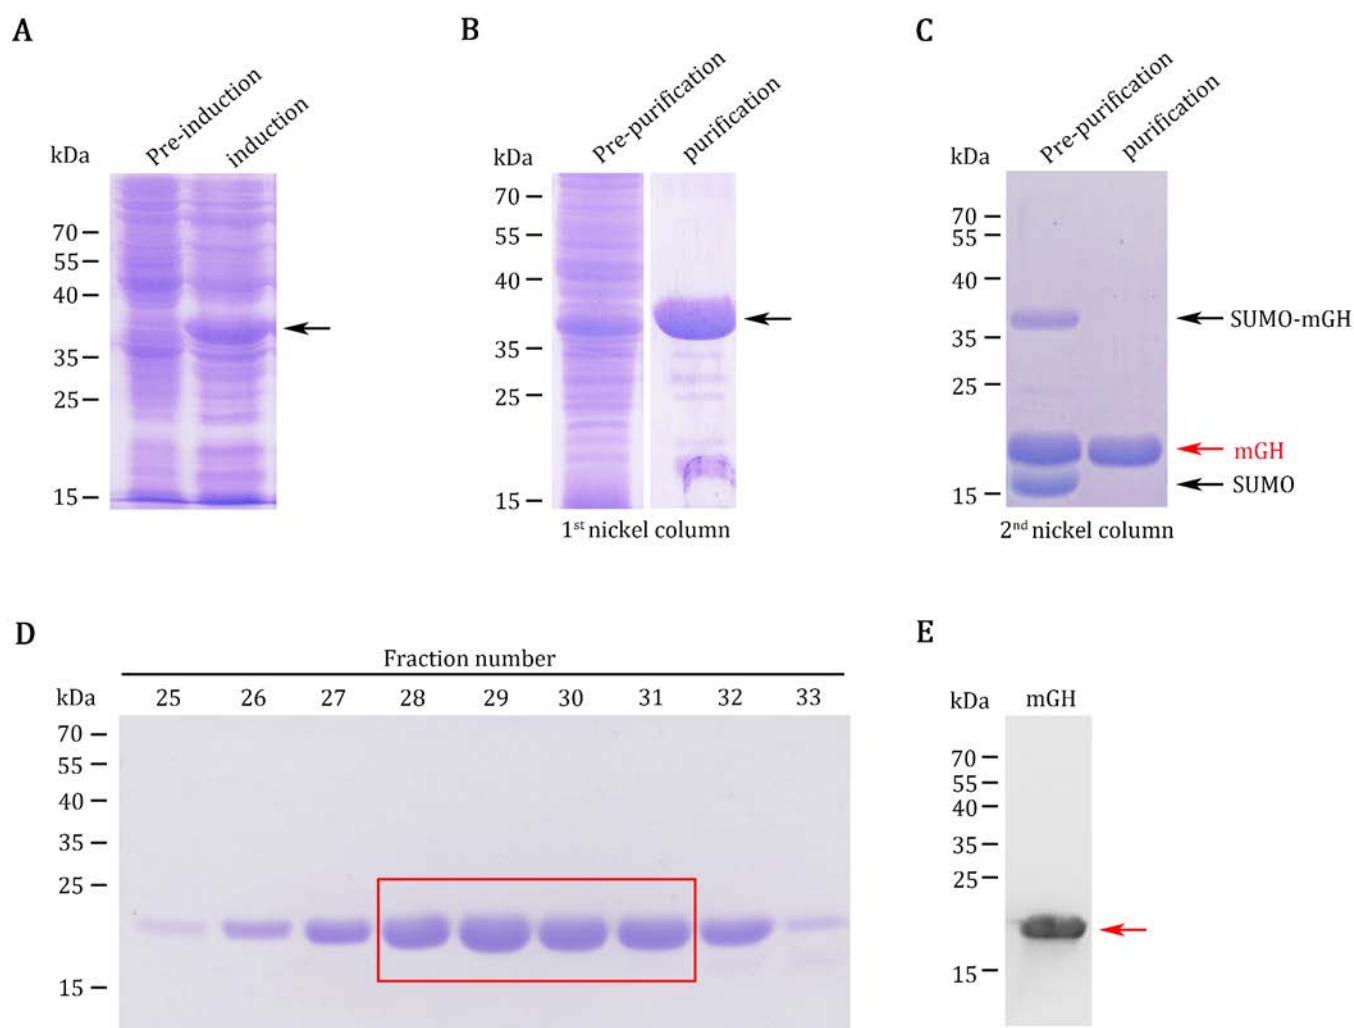 A
Pre-induction
induction
kDa
70
55
40
35
25
15
B
Pre-purification
purification
kDa
70
55
40
35
25
15
1st nickel column
C
Pre-purification
purification
kDa
70
55
40
35
25
15
SUMO-mGH
mGH
SUMO
2nd nickel column
D
Fraction number
kDa 25 26 27 28 29 30 31 32 33
70
55
40
35
25
15
E
kDa mGH
70
55
40
35
25
15